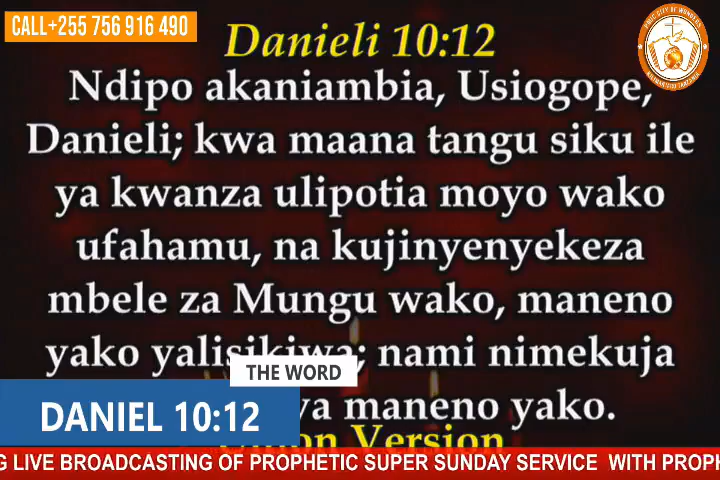 CALL+255 756 916 490
Danieli 10:12
Ndipo akaniambia, Usiogope,
Danieli; kwa maana tangu siku ile
ya kwanza ulipotia moyo wako
ufahamu, na kujinyenyekeza
mbele za Mungu wako, maneno
yako yalisikiwa; nami nimekuja
THE WORD
ya maneno yako.
DANIEL 10:12
Union Version
G LIVE BROADCASTING OF PROPHETIC SUPER SUNDAY SERVICE WITH PROPH